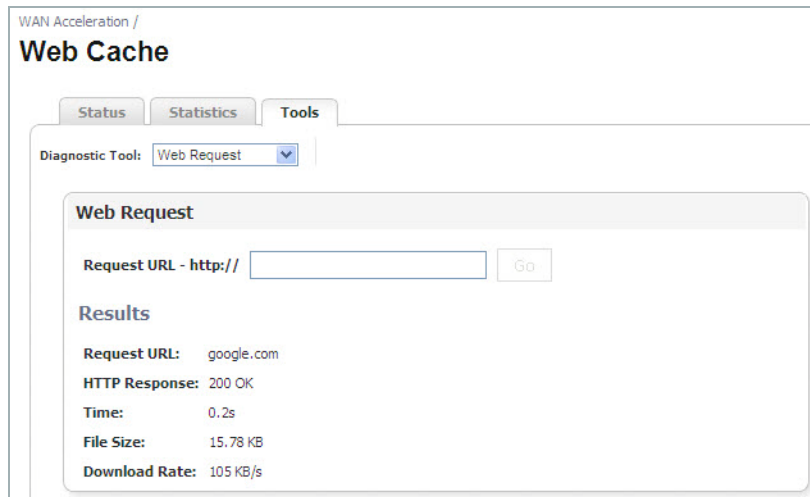 WAN Acceleration /
Web Cache
Status Statistics Tools
Diagnostic Tool: Web Request
Web Request
Request URL - http:// Go
Results
Request URL: google.com
HTTP Response: 200 OK
Time: 0.2s
File Size: 15.78 KB
Download Rate: 105 KB/s